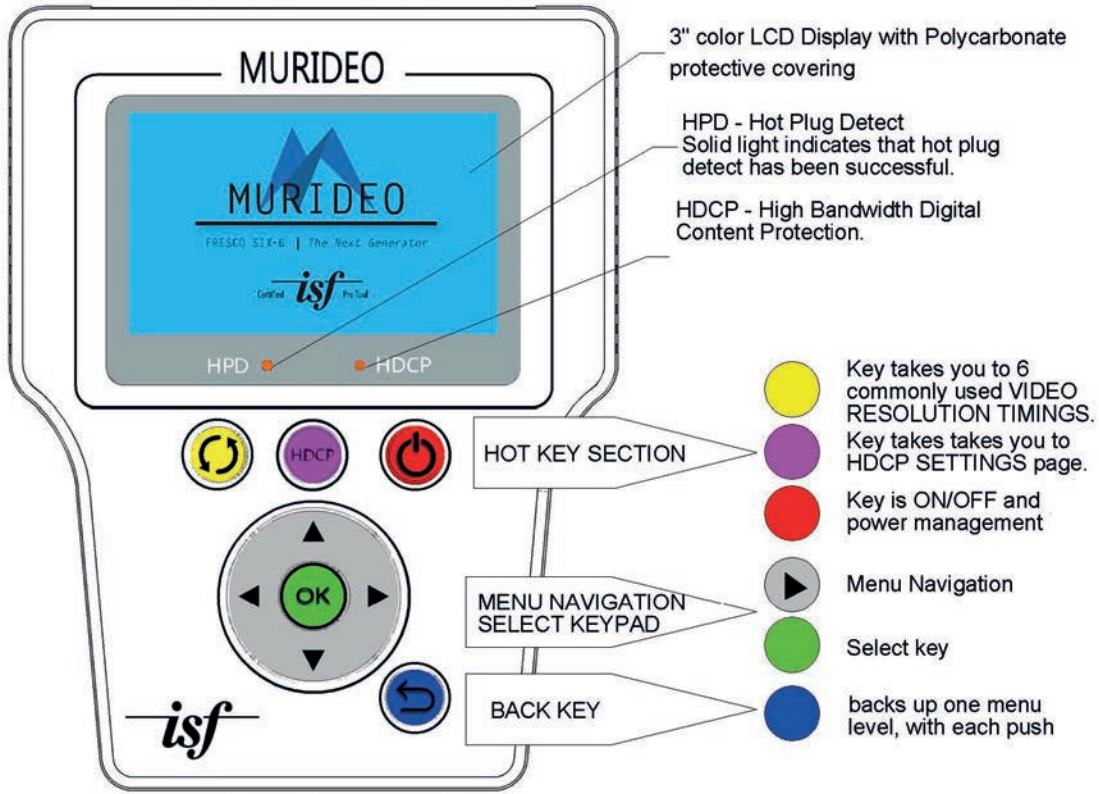 MURIDEO
MURIDEO
FRESCO SIX-6 | The Next Generator
Certified isf Pro Tool
HPD
HDCP
HDCP
OK
isf
3" color LCD Display with Polycarbonate
protective covering
HPD - Hot Plug Detect
Solid light indicates that hot plug
detect has been successful.
HDCP - High Bandwidth Digital
Content Protection.
HOT KEY SECTION
Key takes you to 6
commonly used VIDEO
RESOLUTION TIMINGS.
Key takes takes you to
HDCP SETTINGS page.
Key is ON/OFF and
power management
MENU NAVIGATION
SELECT KEYPAD
Menu Navigation
Select key
BACK KEY
backs up one menu
level, with each push